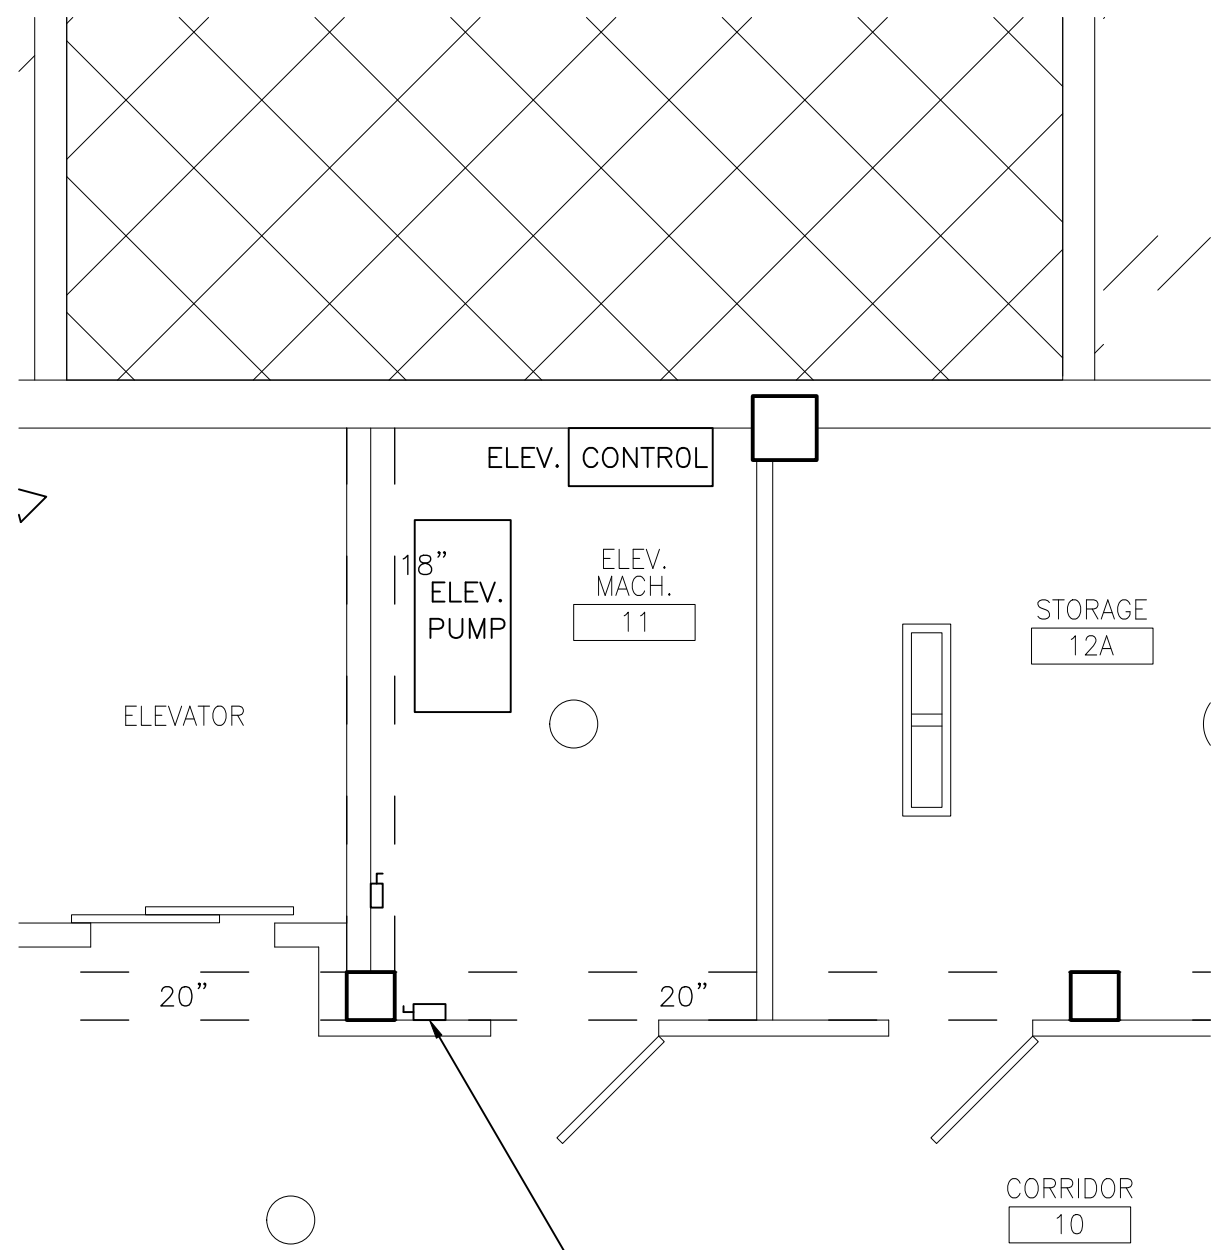 ELEV. CONTROL
18"
ELEV.
PUMP
ELEV.
MACH.
11
STORAGE
12A
ELEVATOR
20"
20"
CORRIDOR
10